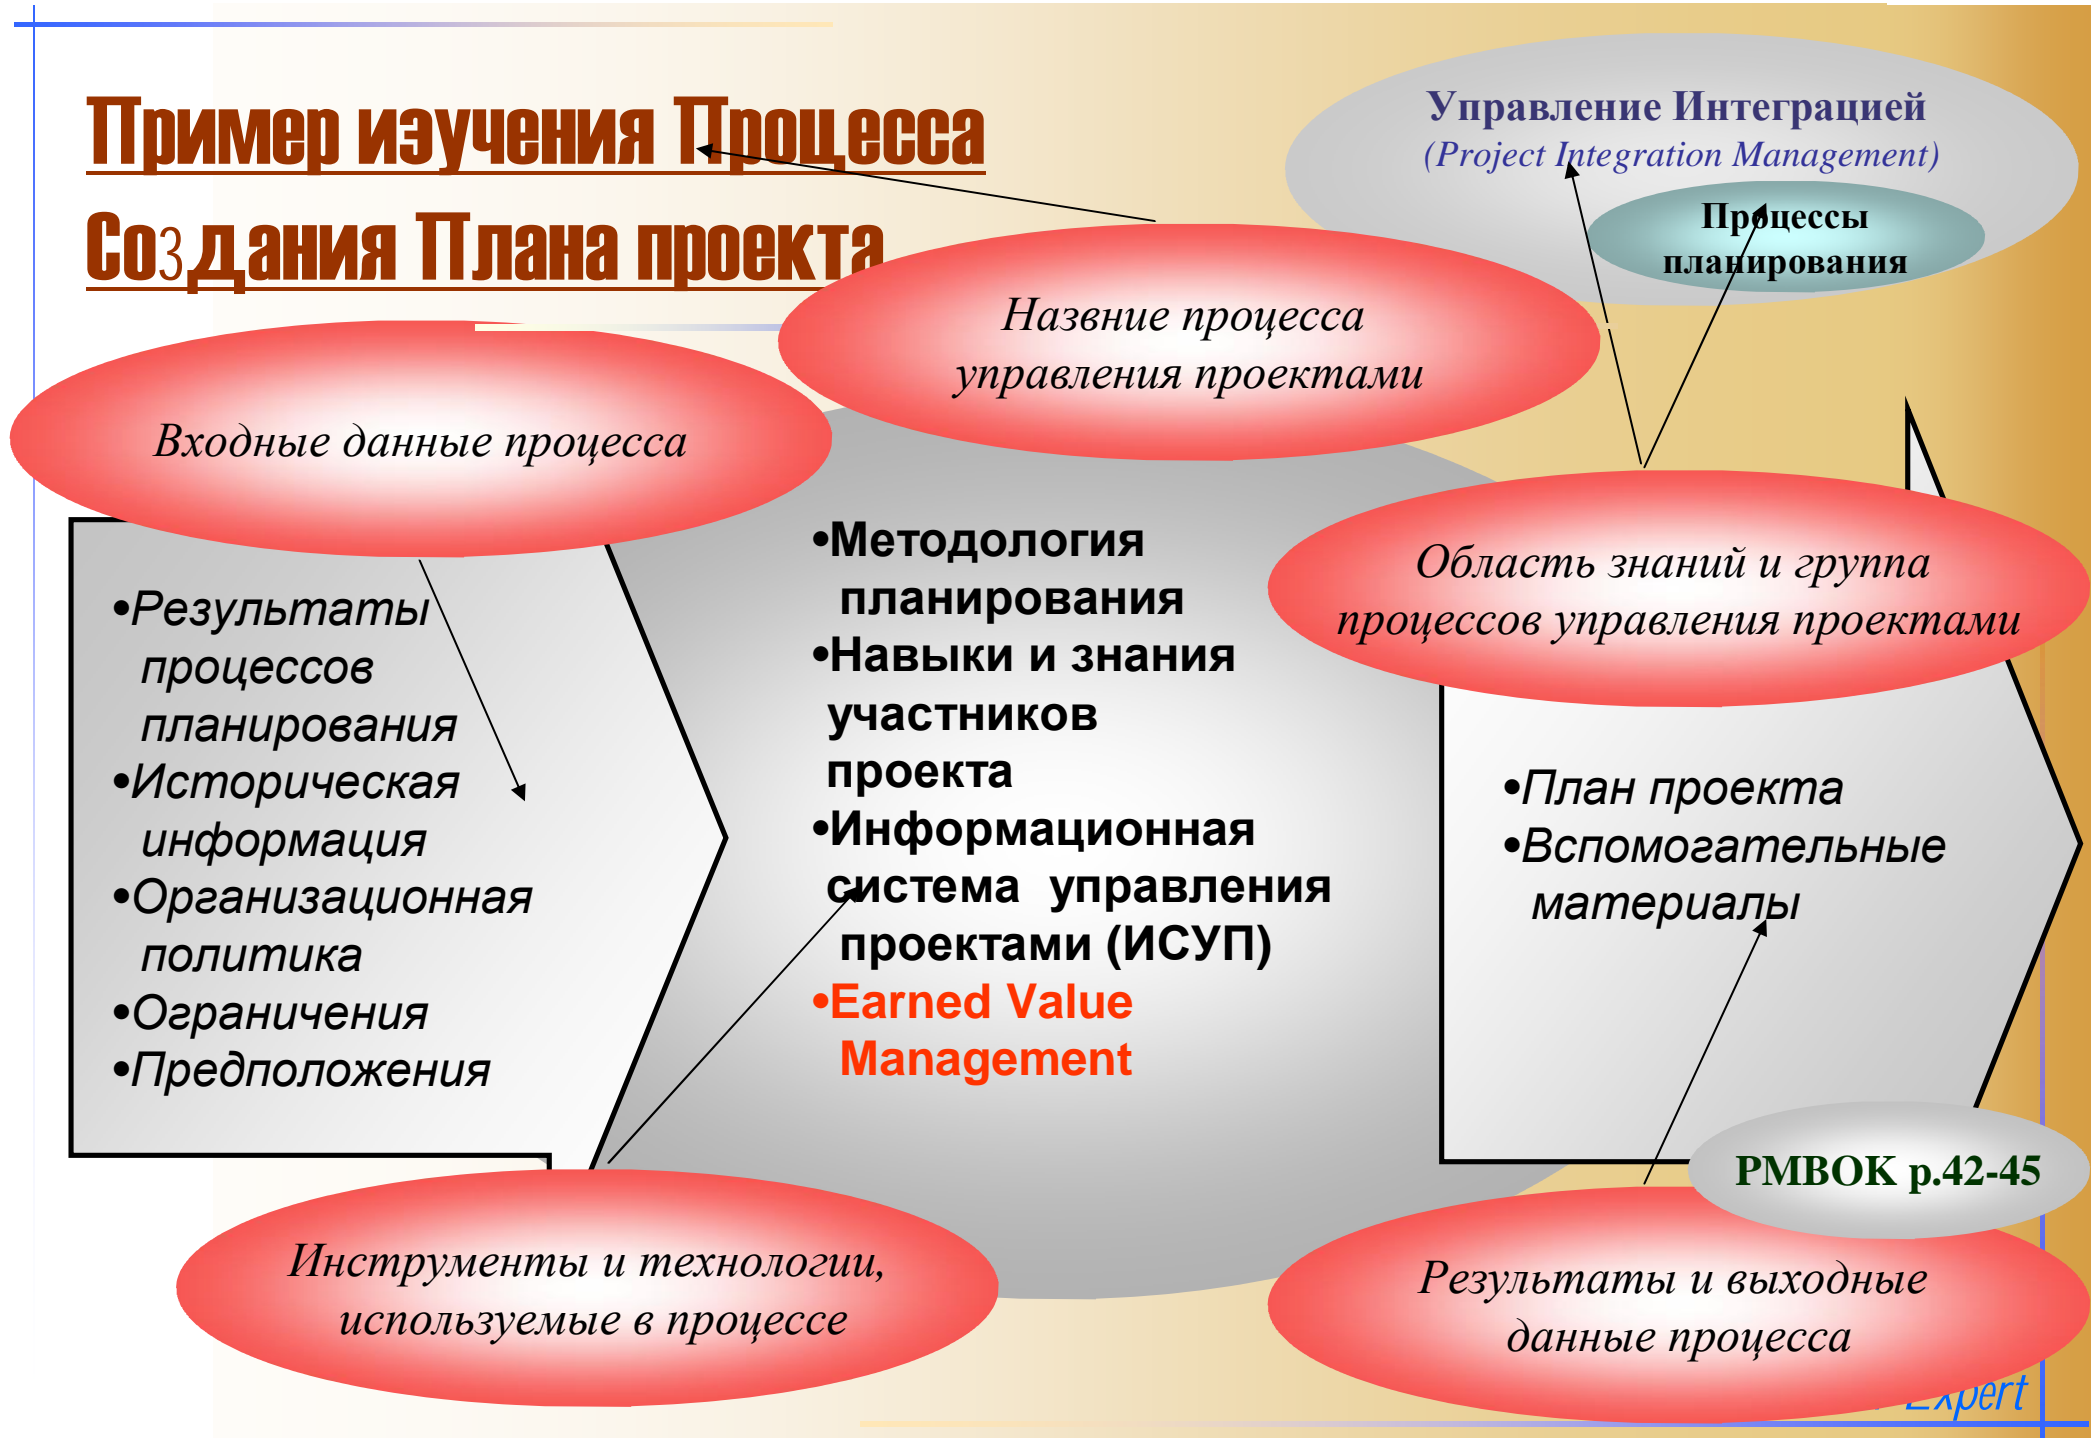 Пример изучения Процесса
Создания Плана проекта
Управление Интеграцией
(Project Integration Management)
Процессы
планирования
Назвние процесса
управления проектами
Входные данные процесса
•Результаты
процессов
планирования
•Историческая
информация
•Организационная
политика
•Ограничения
•Предположения
•Методология
планирования
•Навыки и знания
участников
проекта
•Информационная
система управления
проектами (ИСУП)
•Earned Value
Management
Область знаний и группа
процессов управления проектами
•План проекта
•Вспомогательные
материалы
PMBOK p.42-45
Инструменты и технологии,
используемые в процессе
Результаты и выходные
данные процесса
Expert